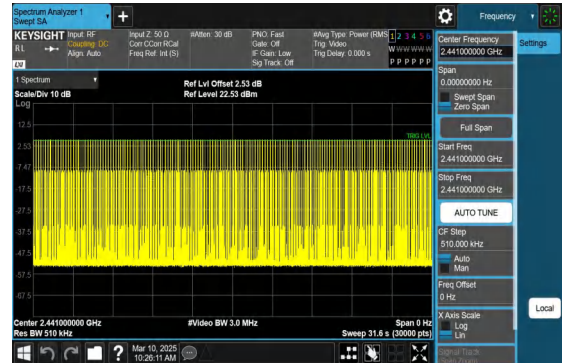 Spectrum Analyzer 1
Swept SA
Frequency
KEYSIGHT
Input: RF
Coupling: DC
Align: Auto
Input Z: 50 Ω
Corr CCorr RCal
Freq Ref: Int (S)
#Atten: 30 dB
PNO: Fast
Gate: Off
IF Gain: Low
Sig Track: Off
#Avg Type: Power (RMS
Trig: Video
Trig Delay: 0.000 s
1 2 3 4 5 6
W W W W W W
P P P P P P
R L
LXI
Center Frequency
2.441000000 GHz
Settings
1 Spectrum
Scale/Div 10 dB
Log
Ref Lvl Offset 2.53 dB
Ref Level 22.53 dBm
Span
0.00000000 Hz
Swept Span
Zero Span
Full Span
TRIG LVL
12.5
2.53
-7.47
-17.5
-27.5
-37.5
-47.5
-57.5
-67.5
Start Freq
2.441000000 GHz
Stop Freq
2.441000000 GHz
AUTO TUNE
CF Step
510.000 kHz
Auto
Man
Freq Offset
0 Hz
X Axis Scale
Log
Lin
Signal Track
Local
Center 2.441000000 GHz
Res BW 510 kHz
#Video BW 3.0 MHz
Span 0 Hz
Sweep 31.6 s (30000 pts)
?
Mar 10, 2025
10:26:11 AM